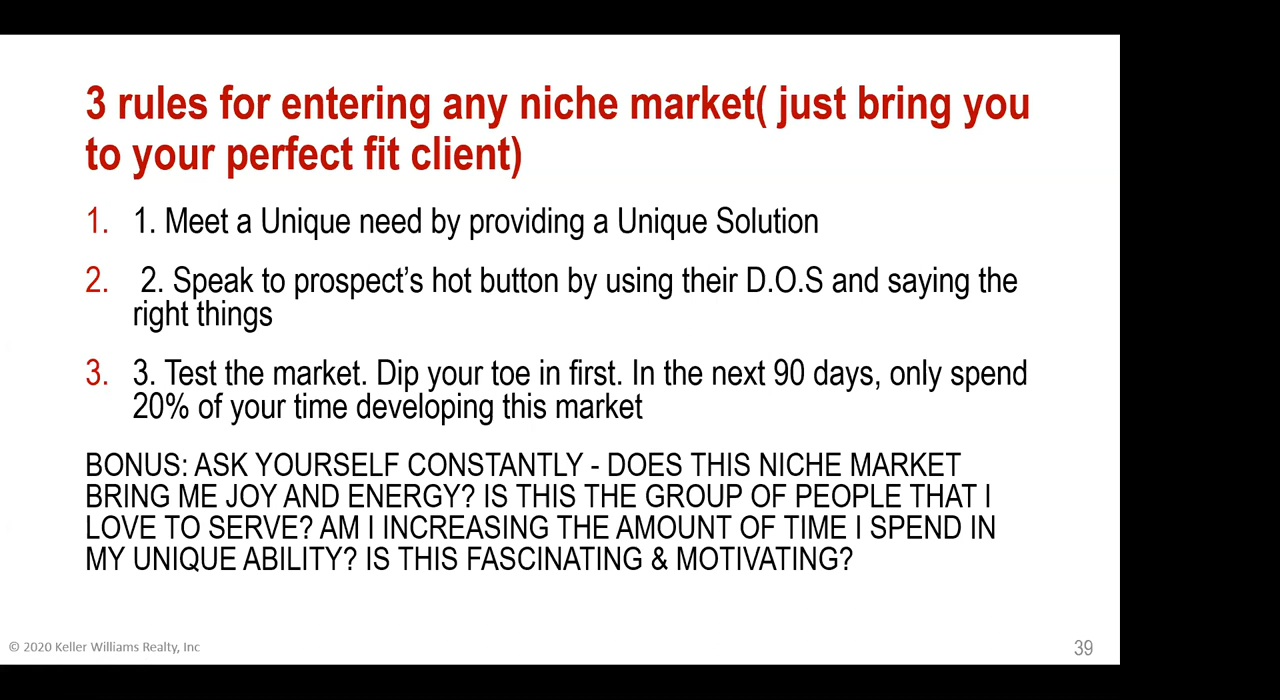 3 rules for entering any niche market( just bring you
to your perfect fit client)
1. 1. Meet a Unique need by providing a Unique Solution
2. 2. Speak to prospect’s hot button by using their D.O.S and saying the
right things
3. 3. Test the market. Dip your toe in first. In the next 90 days, only spend
20% of your time developing this market
BONUS: ASK YOURSELF CONSTANTLY - DOES THIS NICHE MARKET
BRING ME JOY AND ENERGY? IS THIS THE GROUP OF PEOPLE THAT I
LOVE TO SERVE? AM I INCREASING THE AMOUNT OF TIME I SPEND IN
MY UNIQUE ABILITY? IS THIS FASCINATING & MOTIVATING?
© 2020 Keller Williams Realty, Inc
39